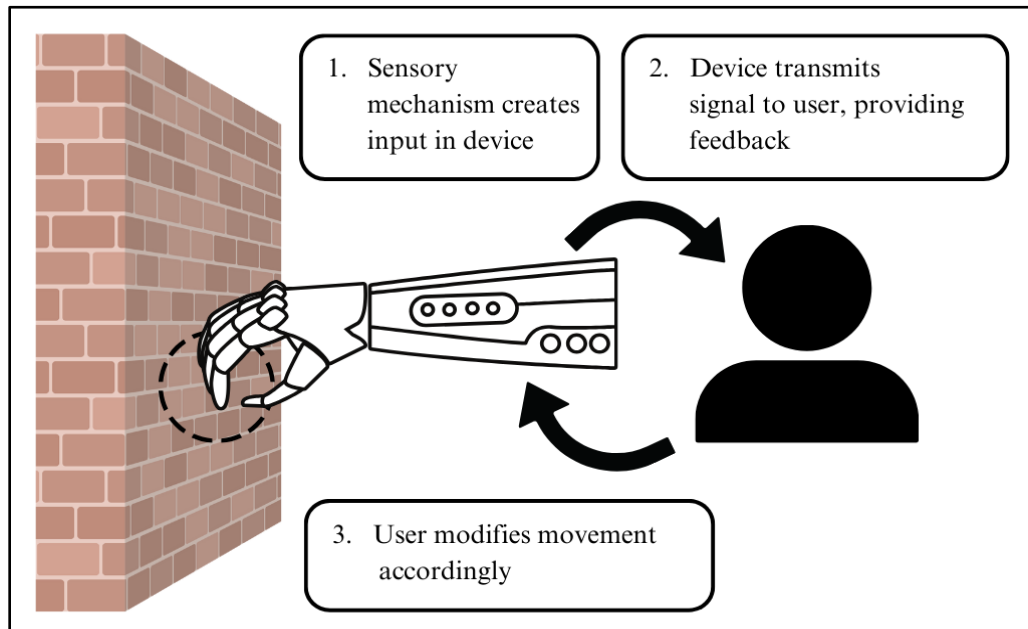 1. Sensory
mechanism creates
input in device
2. Device transmits
signal to user, providing
feedback
3. User modifies movement
accordingly